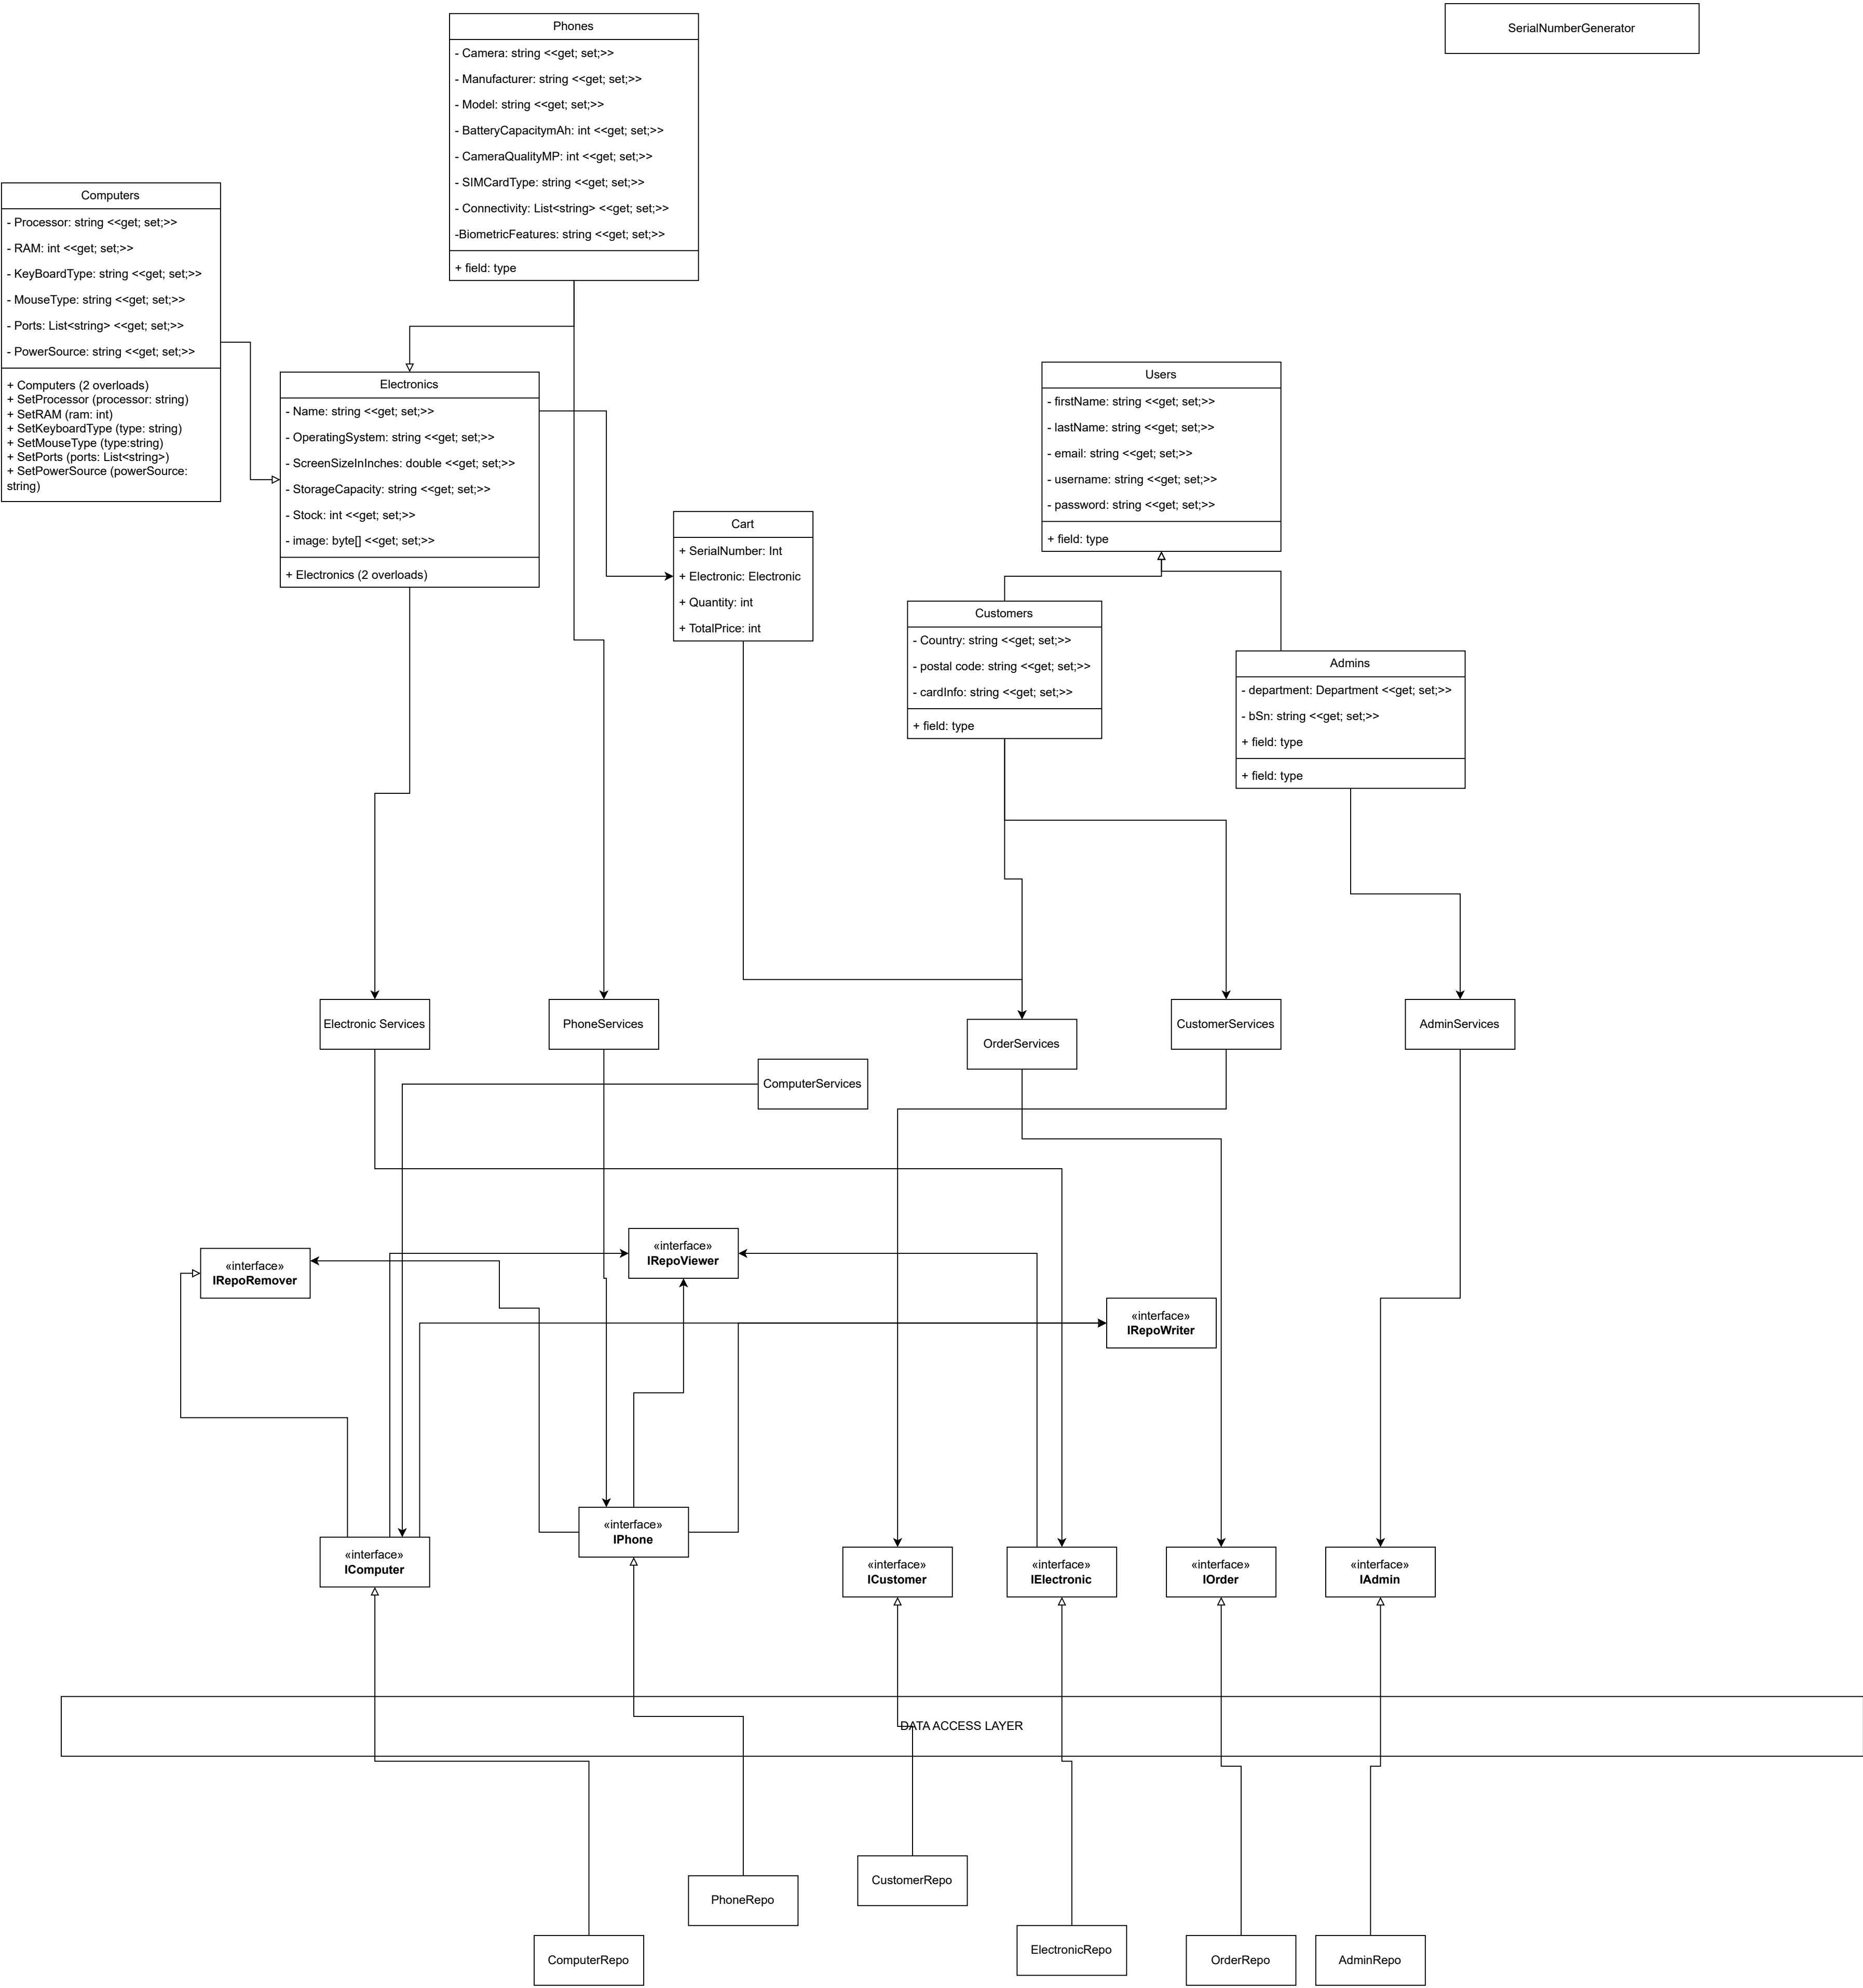 Phones
- Camera: string <<get; set;>>
- Manufacturer: string <<get; set;>>
- Model: string <<get; set;>>
- BatteryCapacitymAh: int <<get; set;>>
- CameraQualityMP: int <<get; set;>>
- SIMCardType: string <<get; set;>>
- Connectivity: List<string> <<get; set;>>
-BiometricFeatures: string <<get; set;>>
+ field: type
SerialNumberGenerator
Computers
- Processor: string <<get; set;>>
- RAM: int <<get; set;>>
- KeyBoardType: string <<get; set;>>
- MouseType: string <<get; set;>>
- Ports: List<string> <<get; set;>>
- PowerSource: string <<get; set;>>
+ Computers (2 overloads)
+ SetProcessor (processor: string)
+ SetRAM (ram: int)
+ SetKeyboardType (type: string)
+ SetMouseType (type:string)
+ SetPorts (ports: List<string>)
+ SetPowerSource (powerSource:
string)
Electronics
- Name: string <<get; set;>>
- OperatingSystem: string <<get; set;>>
- ScreenSizeInInches: double <<get; set;>>
- StorageCapacity: string <<get; set;>>
- Stock: int <<get; set;>>
- image: byte[] <<get; set;>>
+ Electronics (2 overloads)
Cart
+ SerialNumber: Int
+ Electronic: Electronic
+ Quantity: int
+ TotalPrice: int
Users
- firstName: string <<get; set;>>
- lastName: string <<get; set;>>
- email: string <<get; set;>>
- username: string <<get; set;>>
- password: string <<get; set;>>
+ field: type
Customers
- Country: string <<get; set;>>
- postal code: string <<get; set;>>
- cardInfo: string <<get; set;>>
+ field: type
Admins
- department: Department <<get; set;>>
- bSn: string <<get; set;>>
+ field: type
+ field: type
Electronic Services
PhoneServices
OrderServices
CustomerServices
AdminServices
ComputerServices
«interface»
IRepoRemover
«interface»
IRepoViewer
«interface»
IRepoWriter
«interface»
IComputer
«interface»
IPhone
«interface»
ICustomer
«interface»
IElectronic
«interface»
IOrder
«interface»
IAdmin
DATA ACCESS LAYER
CustomerRepo
PhoneRepo
ElectronicRepo
ComputerRepo
OrderRepo
AdminRepo